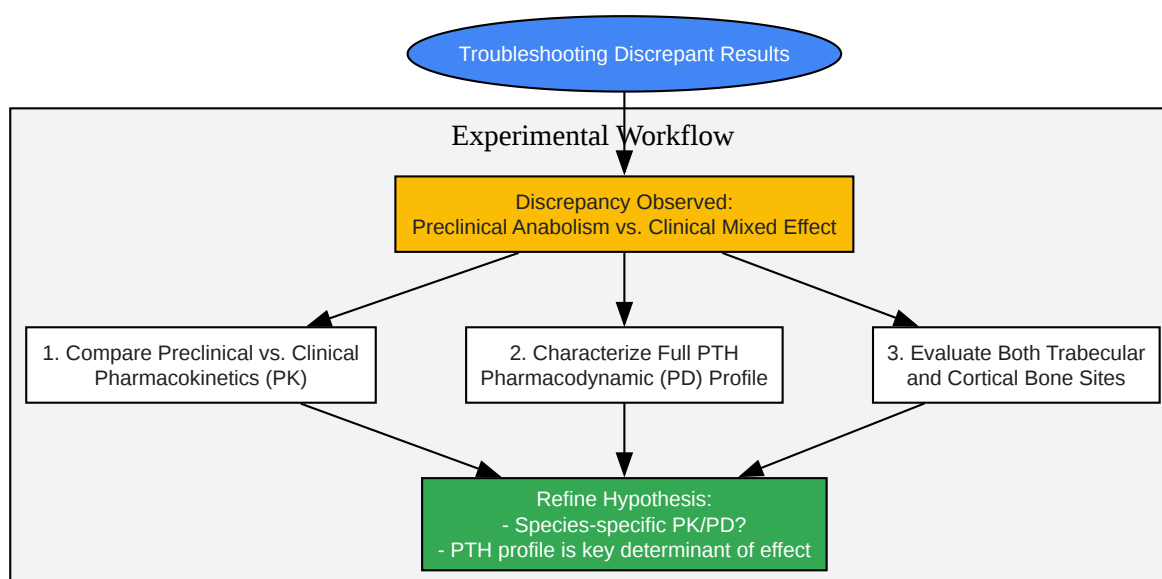 Troubleshooting Discrepant Results
Experimental Workflow
Discrepancy Observed:
Preclinical Anabolism vs. Clinical Mixed Effect
1. Compare Preclinical vs. Clinical
Pharmacokinetics (PK)
2. Characterize Full PTH
Pharmacodynamic (PD) Profile
3. Evaluate Both Trabecular
and Cortical Bone Sites
Refine Hypothesis:
- Species-specific PK/PD?
- PTH profile is key determinant of effect